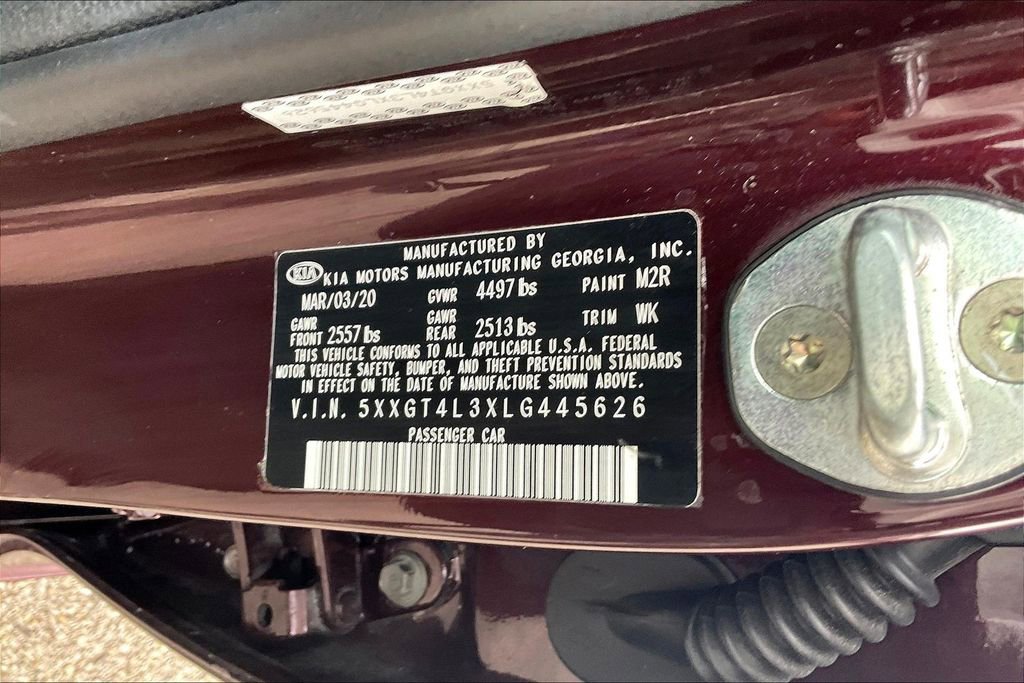 MANUFACTURED BY
KIA KIA MOTORS MANUFACTURING GEORGIA, INC.
MAR/03/20 GVWR 4497 lbs PAINT M2R
GAWR FRONT 2557 lbs GAWR REAR 2513 lbs TRIM WK
THIS VEHICLE CONFORMS TO ALL APPLICABLE U.S.A. FEDERAL
MOTOR VEHICLE SAFETY, BUMPER, AND THEFT PREVENTION STANDARDS
IN EFFECT ON THE DATE OF MANUFACTURE SHOWN ABOVE.
V.I.N. 5XXGT4L3XLG445626
PASSENGER CAR